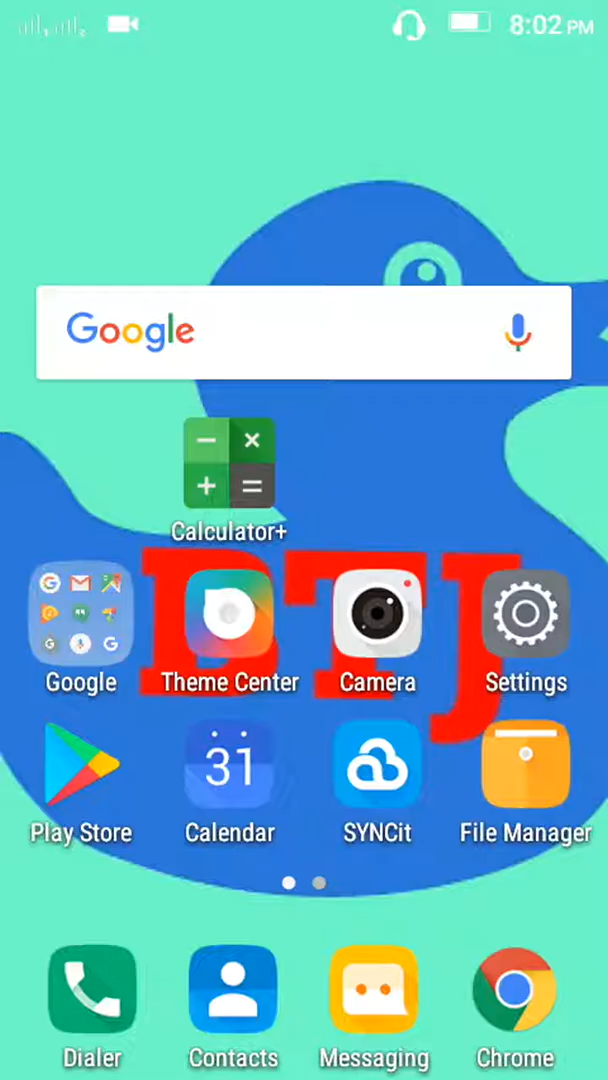 8:02 PM
Google
Calculator+
BTJ
Google
Theme Center
Camera
Settings
31
Play Store
Calendar
SYNCit
File Manager
Dialer
Contacts
Messaging
Chrome